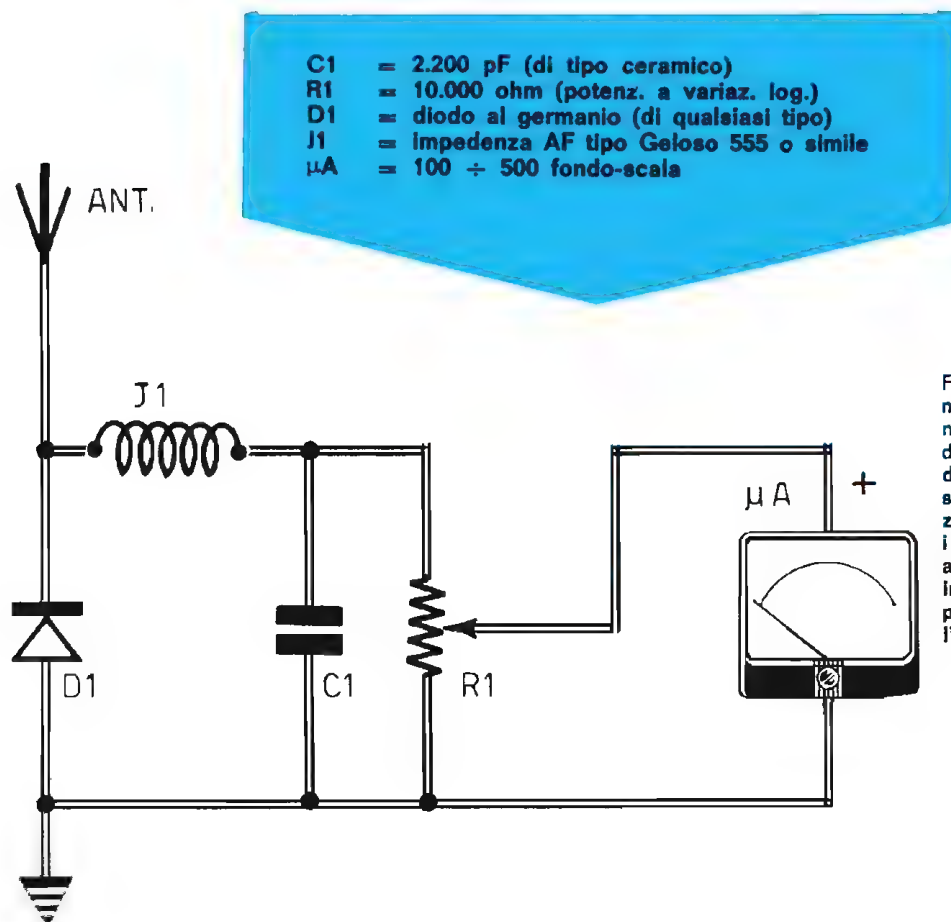 C1 = 2.200 pF (di tipo ceramico)
R1 = 10.000 ohm (potenz. a variaz. log.)
D1 = diodo al germanio (di qualsiasi tipo)
J1 = impedenza AF tipo Geloso 555 o simile
µA = 100 ÷ 500 fondo-scala
ANT.
J1
µA +
D1
C1
R1